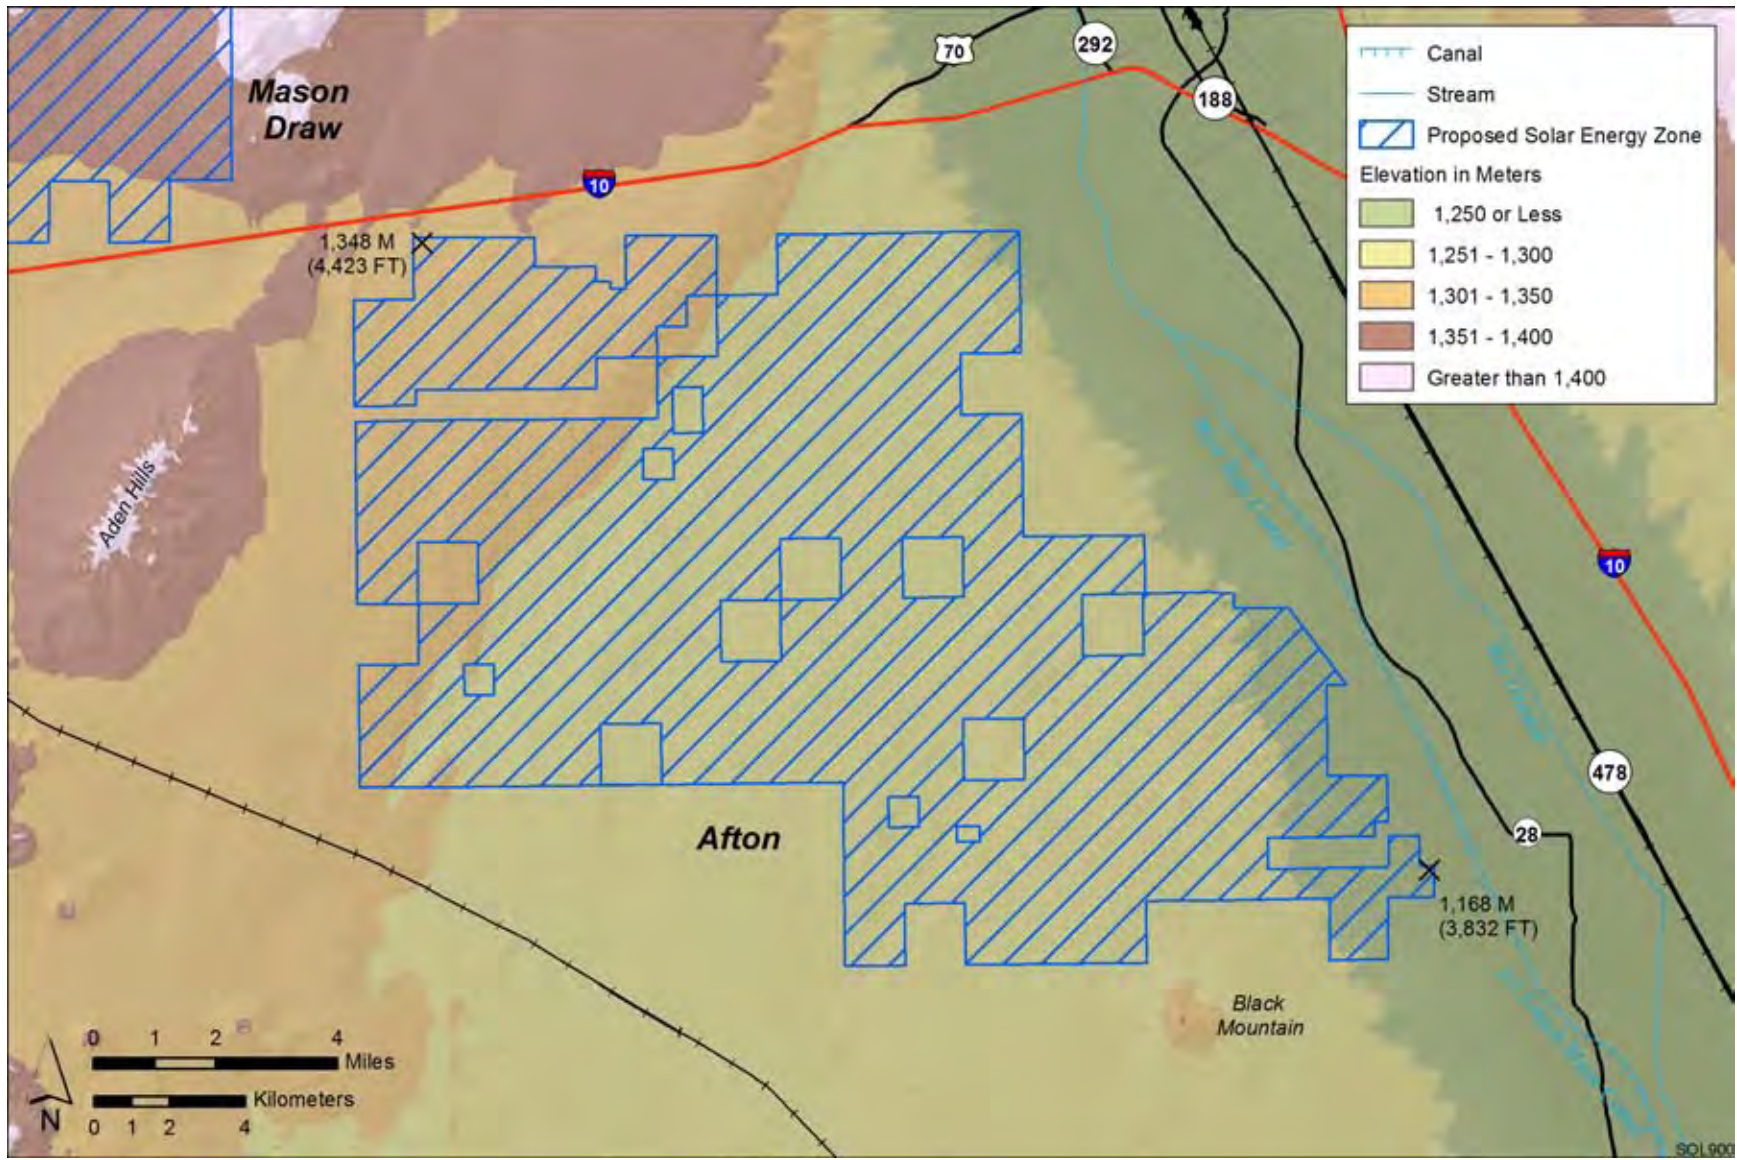 70
292
Mason
Draw
188
10
1,348 M
(4,423 FT)
Canal
Stream
Proposed Solar Energy Zone
Elevation in Meters
1,250 or Less
1,251 - 1,300
1,301 - 1,350
1,351 - 1,400
Greater than 1,400
Aden Hills
10
478
Afton
28
1,168 M
(3,832 FT)
Black
Mountain
0 1 2 4
Miles
Kilometers
0 1 2 4
N
SOL900